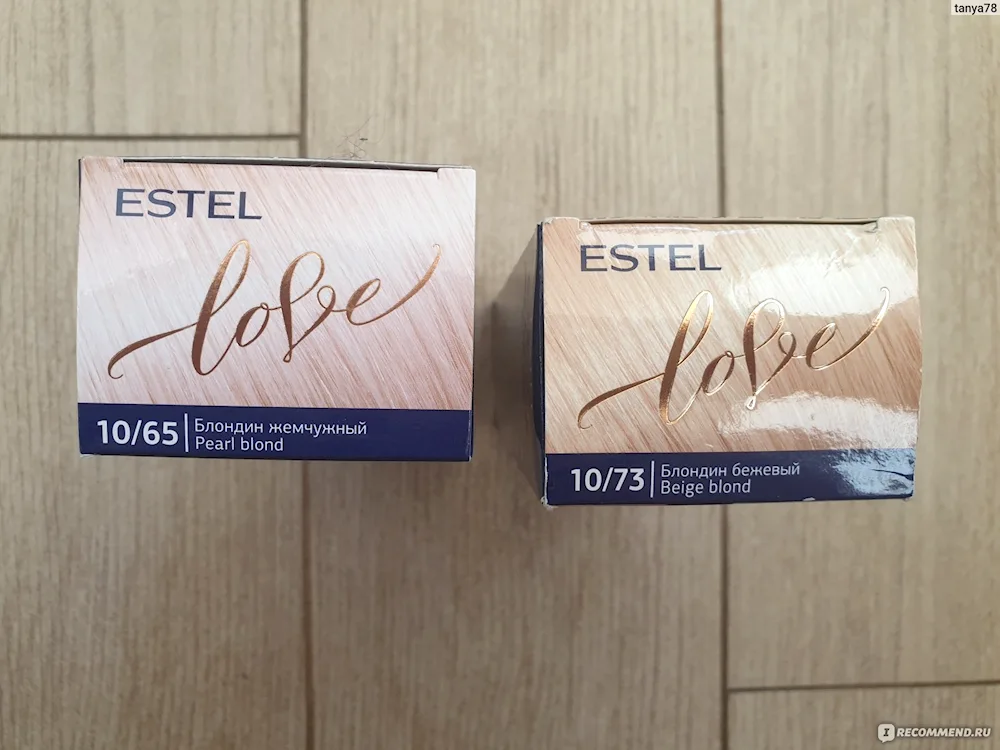 tanya78
ESTEL
love
10/65
Блондин жемчужный
Pearl blond
ESTEL
love
10/73
Блондин бежевый
Beige blond
IRECOMMEND.RU